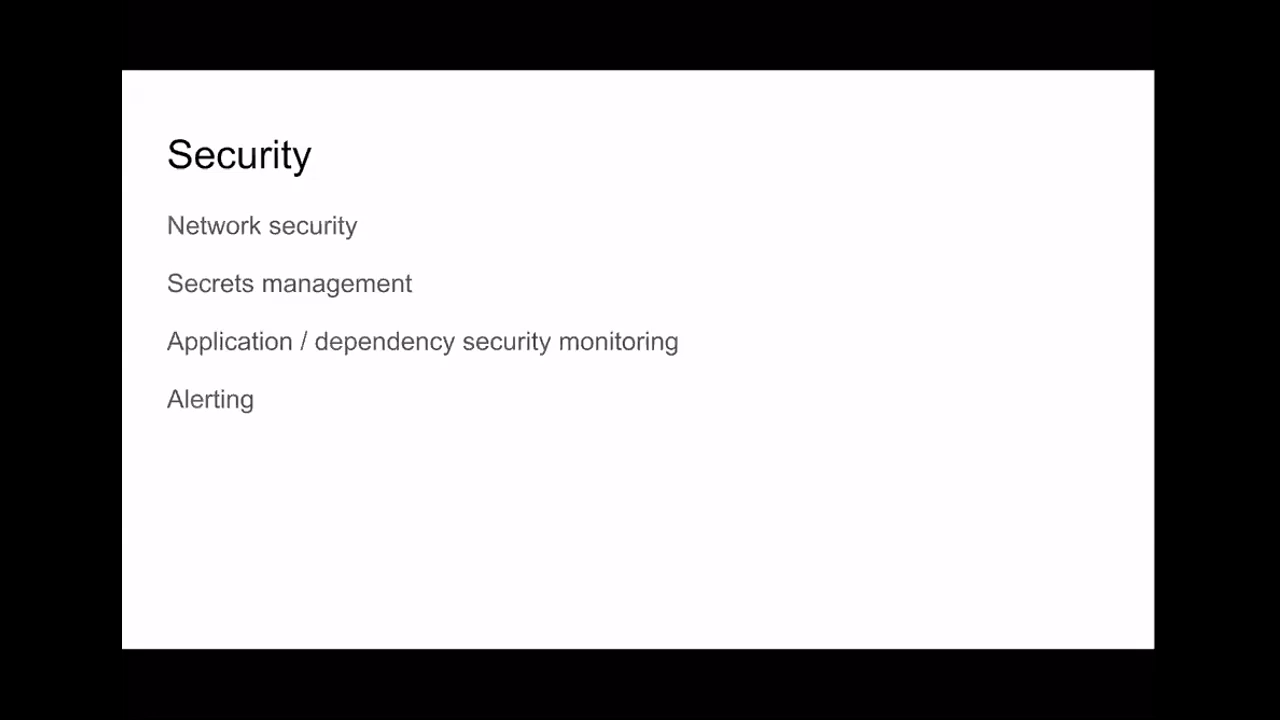 Security
Network security
Secrets management
Application / dependency security monitoring
Alerting